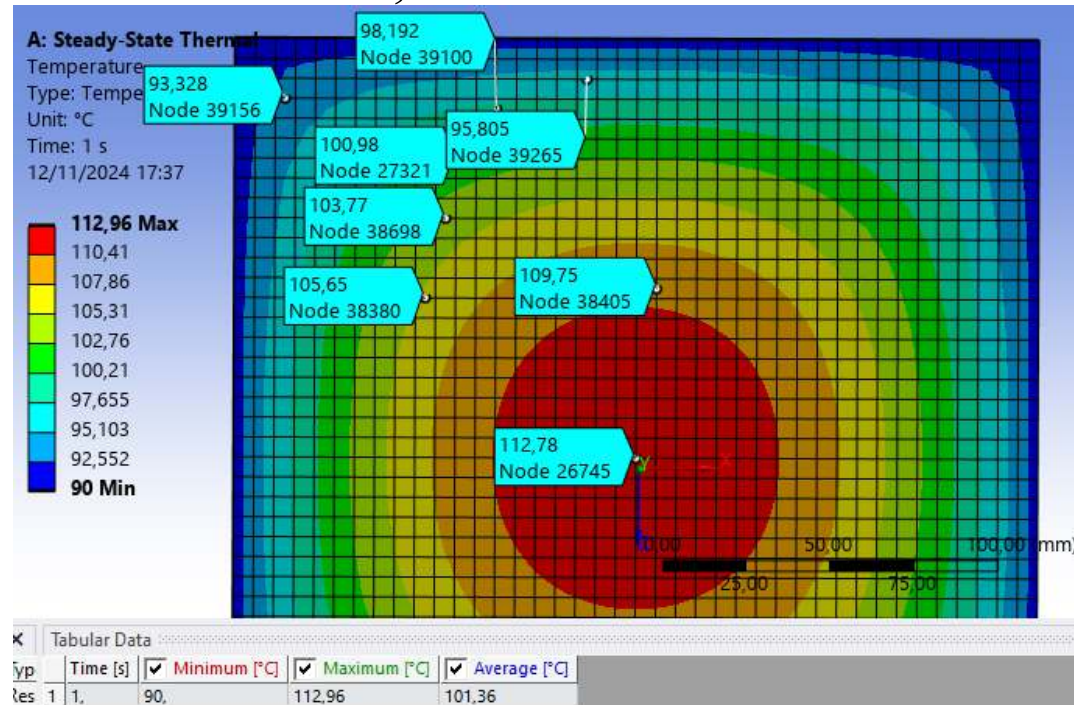 A: Steady-State Thermal
Temperature
Type: Tempe
Unit: °C
Time: 1 s
12/11/2024 17:37
112,96 Max
110,41
107,86
105,31
102,76
100,21
97,655
95,103
92,552
90 Min
98,192
Node 39100
93,328
Node 39156
95,805
Node 39265
100,98
Node 27321
103,77
Node 38698
105,65
Node 38380
109,75
Node 38405
112,78
Node 26745
Y
0,00 50,00 100,00 (mm)
25,00 75,00
Tabular Data
Time [s] Minimum [°C] Maximum [°C] Average [°C]
1 1, 90, 112,96 101,36